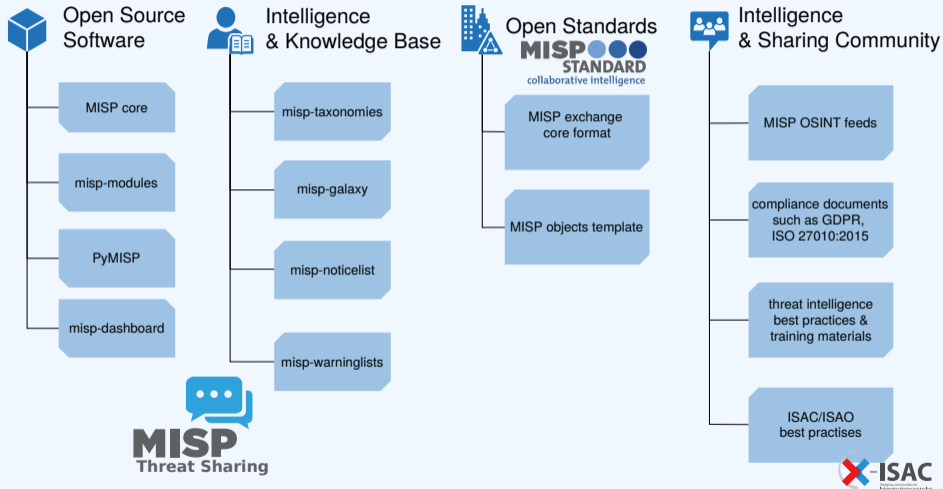 Open Source
Software
MISP core
misp-modules
PyMISP
misp-dashboard
Intelligence
& Knowledge Base
misp-taxonomies
misp-galaxy
misp-noticelist
misp-warninglists
Open Standards
MISP
STANDARD
collaborative intelligence
MISP exchange
core format
MISP objects template
Intelligence
& Sharing Community
MISP OSINT feeds
compliance documents
such as GDPR,
ISO 27010:2015
threat intelligence
best practices &
training materials
ISAC/ISAO
best practises
MISP
Threat Sharing
X-ISAC